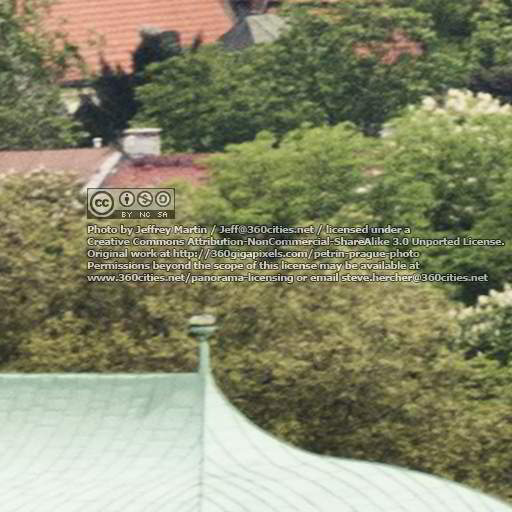 cc
BY NC SA
Photo by Jeffrey Martin / Jeff@360cities.net / licensed under a
Creative Commons Attribution-NonCommercial-ShareAlike 3.0 Unported License.
Original work at http://360gigapixels.com/petrin-prague-photo
Permissions beyond the scope of this license may be available at
www.360cities.net/panorama-licensing or email steve.hercher@360cities.net